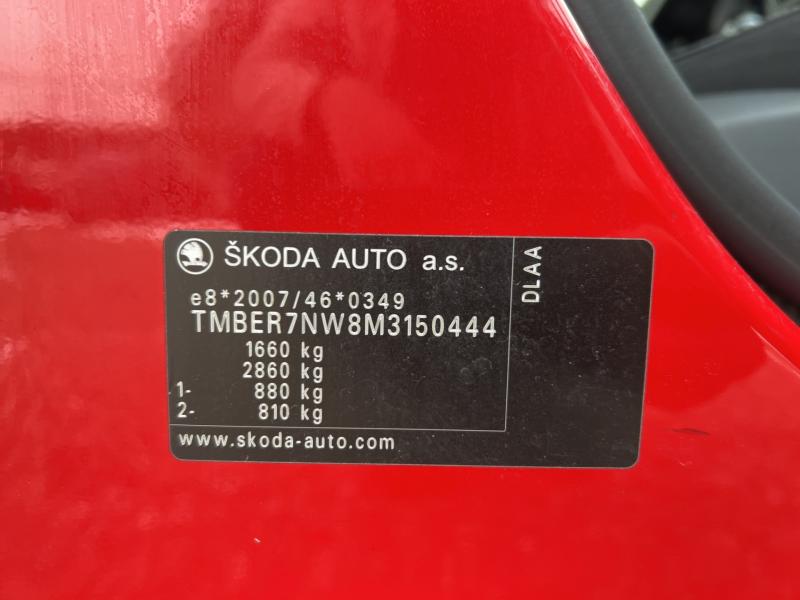 ŠKODA AUTO a.s.
e8*2007/46*0349
TMBER7NW8M3150444
1660 kg
2860 kg
1- 880 kg
2- 810 kg
www.skoda-auto.com
DLAA